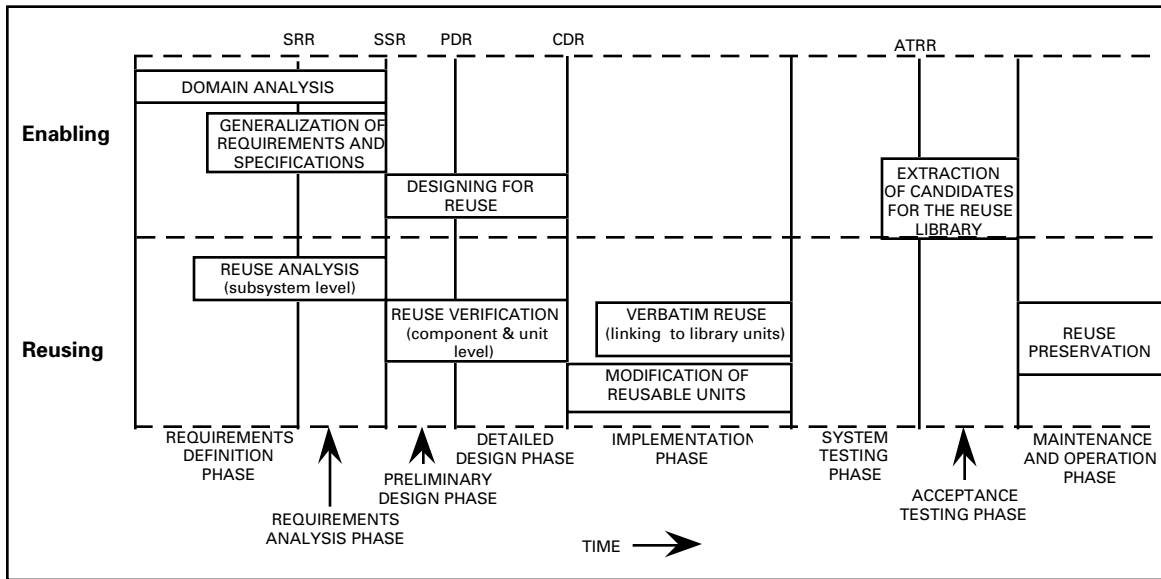 SRR
SSR
PDR
CDR
ATRR
Enabling
DOMAIN ANALYSIS
GENERALIZATION OF
REQUIREMENTS AND
SPECIFICATIONS
DESIGNING FOR
REUSE
EXTRACTION
OF CANDIDATES
FOR THE REUSE
LIBRARY
Reusing
REUSE ANALYSIS
(subsystem level)
REUSE VERIFICATION
(component & unit
level)
VERBATIM REUSE
(linking to library units)
MODIFICATION OF
REUSABLE UNITS
REUSE
PRESERVATION
REQUIREMENTS
DEFINITION
PHASE
REQUIREMENTS
ANALYSIS PHASE
PRELIMINARY
DESIGN PHASE
DETAILED
DESIGN PHASE
IMPLEMENTATION
PHASE
SYSTEM
TESTING
PHASE
ACCEPTANCE
TESTING PHASE
MAINTENANCE
AND OPERATION
PHASE
TIME